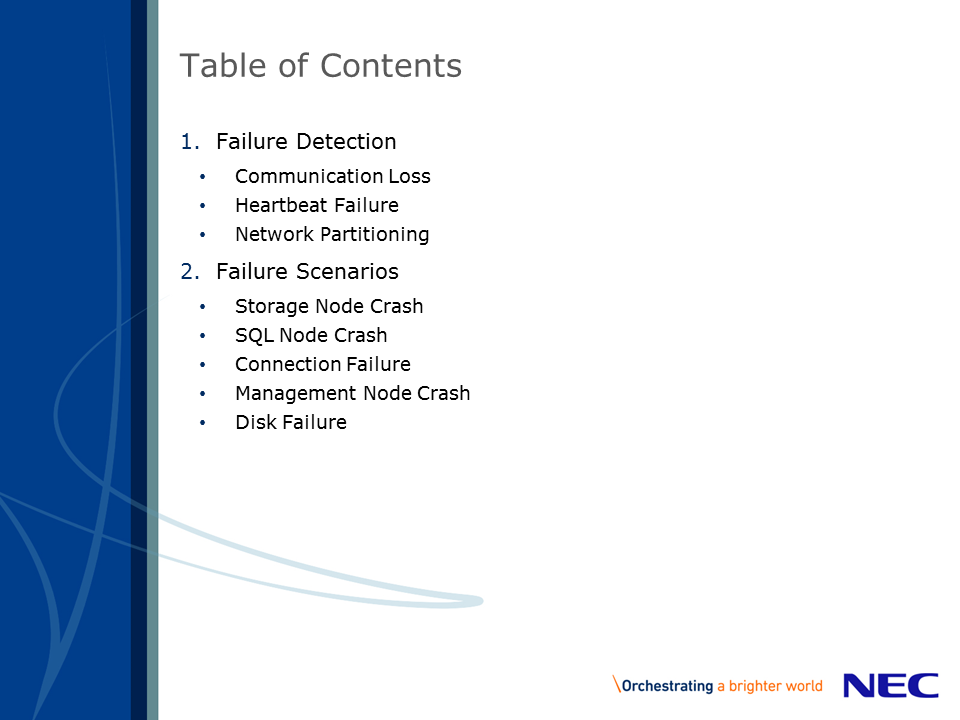 Table of Contents
1. Failure Detection
• Communication Loss
• Heartbeat Failure
• Network Partitioning
2. Failure Scenarios
• Storage Node Crash
• SQL Node Crash
• Connection Failure
• Management Node Crash
• Disk Failure
\Orchestrating a brighter world NEC